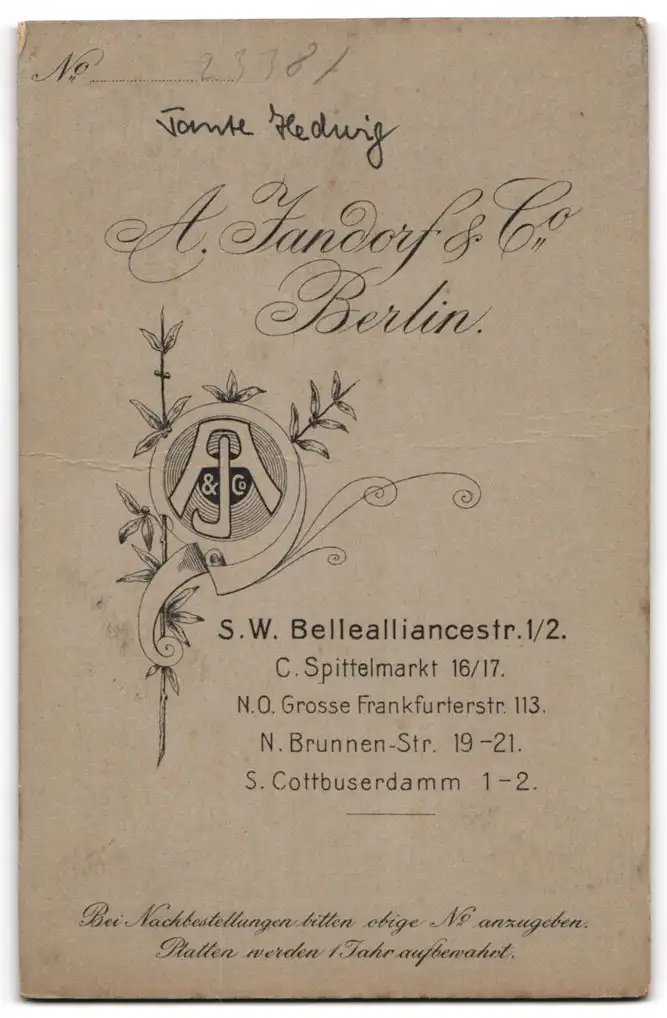 No 23381
Tante Hedwig
A. Jandorf & Co
Berlin.
AJ & Co
S.W. Bellealliancestr. 1/2.
C. Spittelmarkt 16/17.
N.O. Grosse Frankfurterstr. 113.
N. Brunnen-Str. 19-21.
S. Cottbuserdamm 1-2.
Bei Nachbestellungen bitten obige No anzugeben.
Platten werden 1 Jahr aufbewahrt.